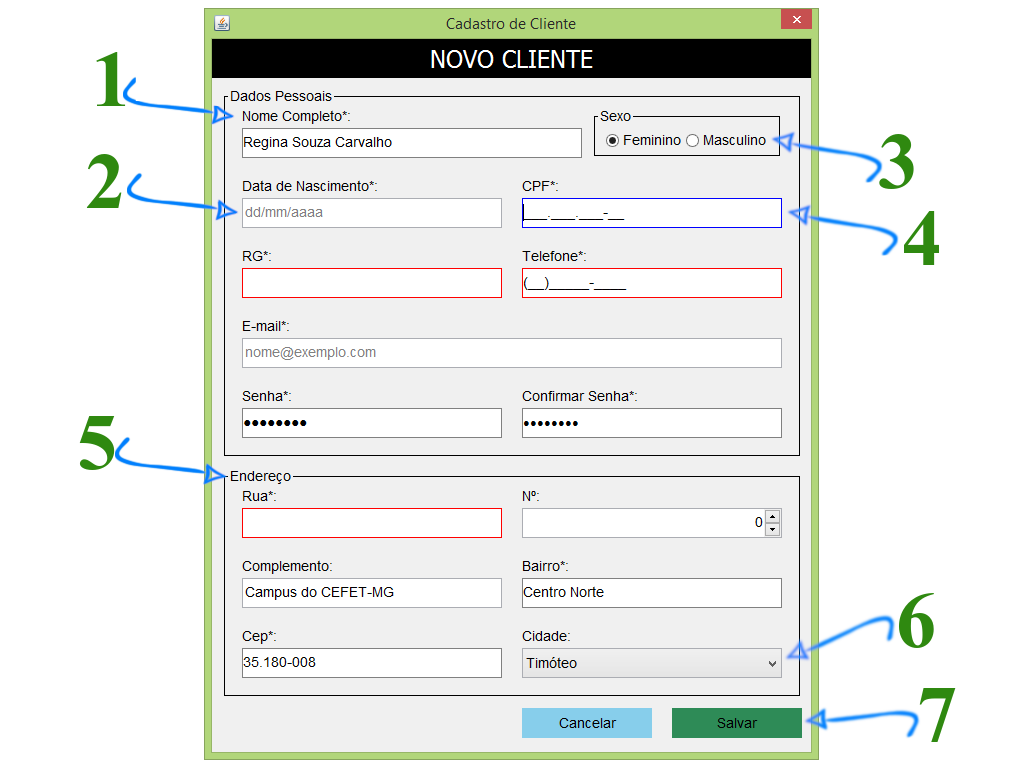 Cadastro de Cliente
NOVO CLIENTE
1
Dados Pessoais
Nome Completo*:
Sexo
Regina Souza Carvalho
Feminino Masculino
3
2
Data de Nascimento*: CPF*:
dd/mm/aaaa ___.___.___-__
4
RG*: Telefone*:
(__)_____-____
E-mail*:
nome@exemplo.com
Senha*: Confirmar Senha*:
•••••••• ••••••••
5
Endereço
Rua*: Nº:
0
Complemento: Bairro*:
Campus do CEFET-MG Centro Norte
6
Cep*: Cidade:
35.180-008 Timóteo
7
Cancelar Salvar